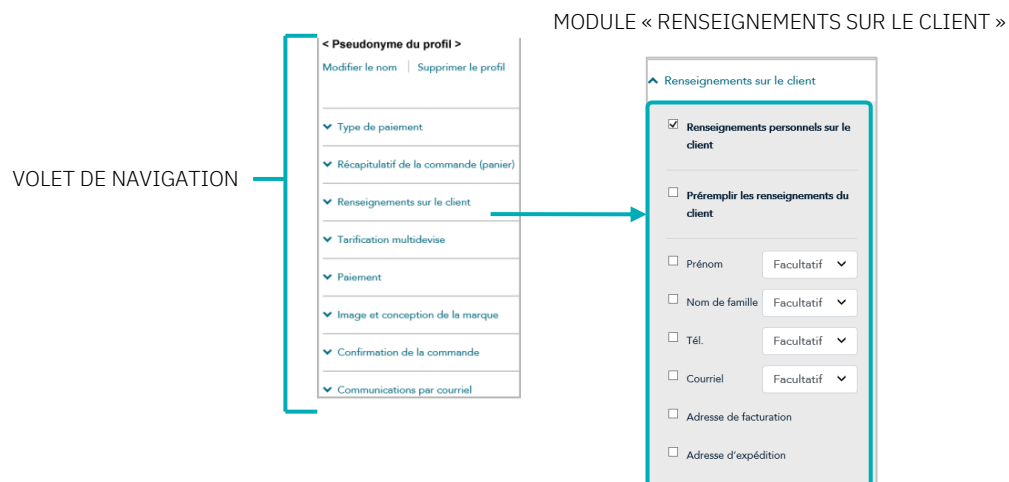 MODULE « RENSEIGNEMENTS SUR LE CLIENT »
VOLET DE NAVIGATION
< Pseudonyme du profil >
Modifier le nom | Supprimer le profil
Type de paiement
Récapitulatif de la commande (panier)
Renseignements sur le client
Tarification multidevise
Paiement
Image et conception de la marque
Confirmation de la commande
Communications par courriel
Renseignements sur le client
Renseignements personnels sur le
client
Préremplir les renseignements du
client
Prénom Facultatif
Nom de famille Facultatif
Tél. Facultatif
Courriel Facultatif
Adresse de facturation
Adresse d'expédition